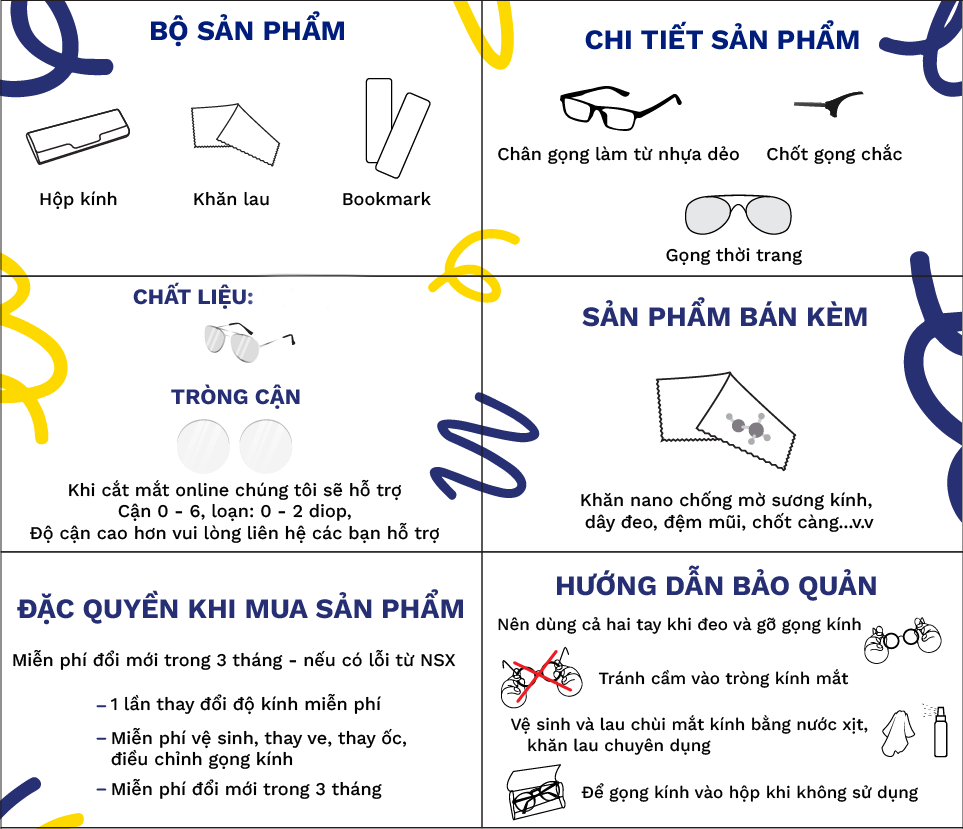 BỘ SẢN PHẨM
Hộp kính
Khăn lau
Bookmark
CHI TIẾT SẢN PHẨM
Chân gọng làm từ nhựa dẻo
Chốt gọng chắc
Gọng thời trang
CHẤT LIỆU:
TRÒNG CẬN
Khi cắt mắt online chúng tôi sẽ hỗ trợ
Cận 0 - 6, loạn: 0 - 2 diop,
Độ cận cao hơn vui lòng liên hệ các bạn hỗ trợ
SẢN PHẨM BÁN KÈM
Khăn nano chống mờ sương kính,
dây đeo, đệm mũi, chốt càng...v.v
ĐẶC QUYỀN KHI MUA SẢN PHẨM
Miễn phí đổi mới trong 3 tháng - nếu có lỗi từ NSX
– 1 lần thay đổi độ kính miễn phí
– Miễn phí vệ sinh, thay ve, thay ốc,
điều chỉnh gọng kính
– Miễn phí đổi mới trong 3 tháng
HƯỚNG DẪN BẢO QUẢN
Nên dùng cả hai tay khi đeo và gỡ gọng kính
Tránh cầm vào tròng kính mắt
Vệ sinh và lau chùi mắt kính bằng nước xịt,
khăn lau chuyên dụng
Để gọng kính vào hộp khi không sử dụng